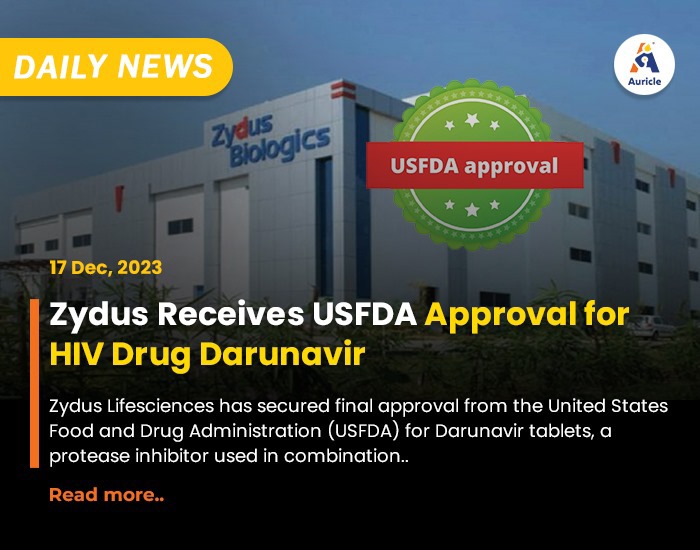 DAILY NEWS
Auricle
Zydus
Biologics
USFDA approval
17 Dec, 2023
Zydus Receives USFDA Approval for
HIV Drug Darunavir
Zydus Lifesciences has secured final approval from the United States
Food and Drug Administration (USFDA) for Darunavir tablets, a
protease inhibitor used in combination..
Read more..